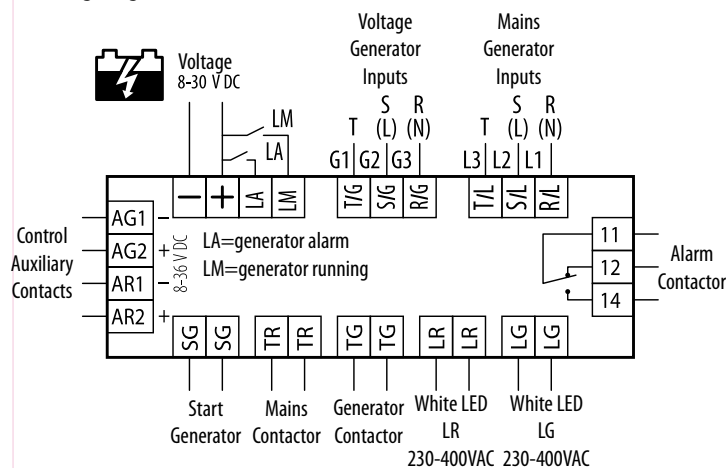 Voltage
8-30 V DC
Voltage
Generator
Inputs
Mains
Generator
Inputs
T
S
(L)
R
(N)
T
S
(L)
R
(N)
LM
LA
G1 G2 G3
L3 L2 L1
− + LA LM
T/G S/G R/G
T/L S/L R/L
Control
Auxiliary
Contacts
AG1 −
AG2 +
AR1 −
AR2 +
8-36 V DC
LA=generator alarm
LM=generator running
11
12
14
Alarm
Contactor
SG SG TR TR TG TG LR LR LG LG
Start
Generator
Mains
Contactor
Generator
Contactor
White LED
LR
230-400VAC
White LED
LG
230-400VAC